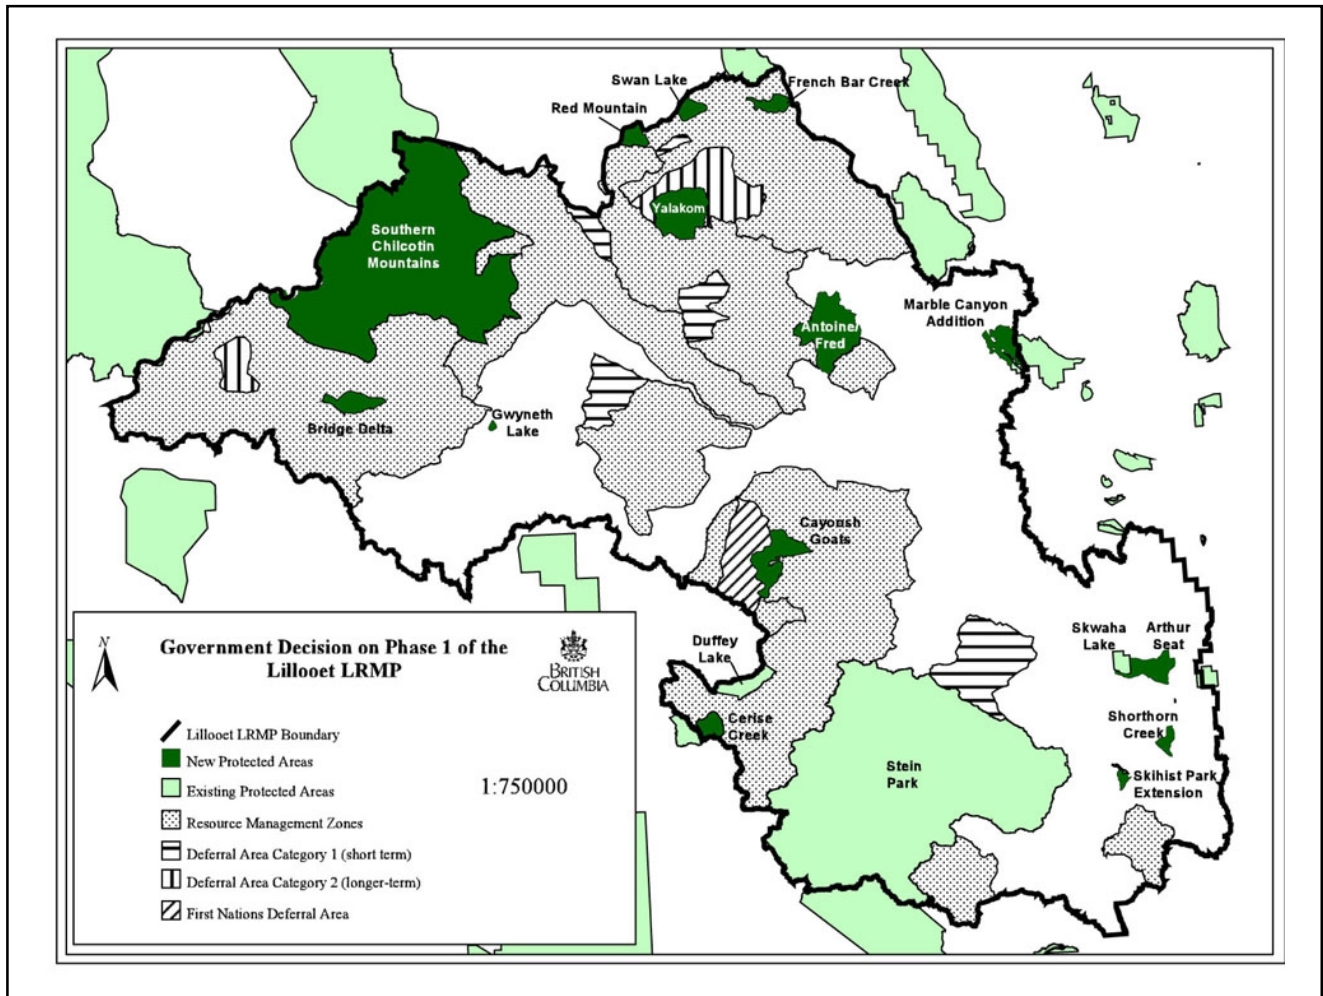 Swan Lake
French Bar Creek
Red Mountain
Yalakom
Southern
Chilcotin
Mountains
Marble Canyon
Addition
Antoine/
Fred
Gwyneth
Lake
Bridge Delta
Cayoosh
Goats
Duffey
Lake
Skwaha
Lake
Arthur
Seat
Cerise
Creek
Shorthorn
Creek
Stein
Park
Skihist Park
Extension
N
Government Decision on Phase 1 of the
Lillooet LRMP
BRITISH
COLUMBIA
Lillooet LRMP Boundary
New Protected Areas
Existing Protected Areas
1:750000
Resource Management Zones
Deferral Area Category 1 (short term)
Deferral Area Category 2 (longer-term)
First Nations Deferral Area